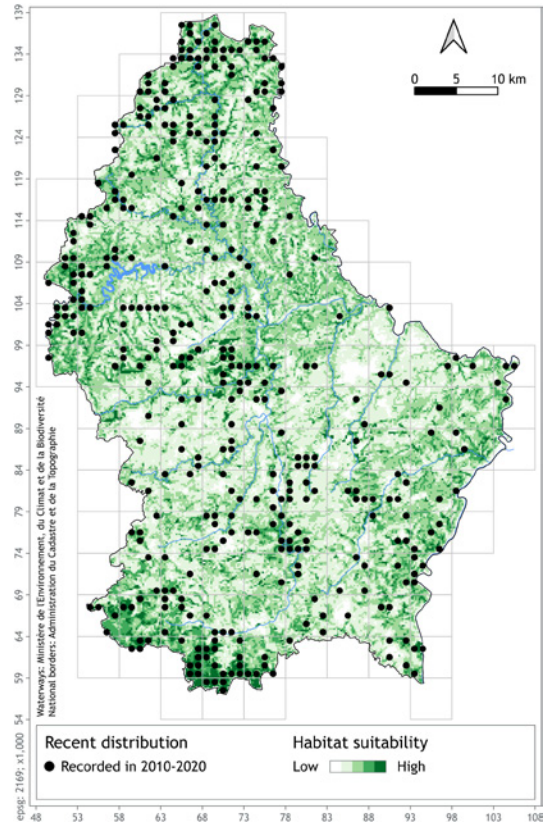 139
134
129
124
119
114
109
104
99
94
89
84
79
74
69
64
59
54
0 5 10 km
Waterways: Ministère de l'Environnement, du Climat et de la Biodiversité
National borders: Administration du Cadastre et de la Topographie
epsg: 2169; x1,000
Recent distribution
Recorded in 2010-2020
Habitat suitability
Low High
48 53 58 63 68 73 78 83 88 93 98 103 108